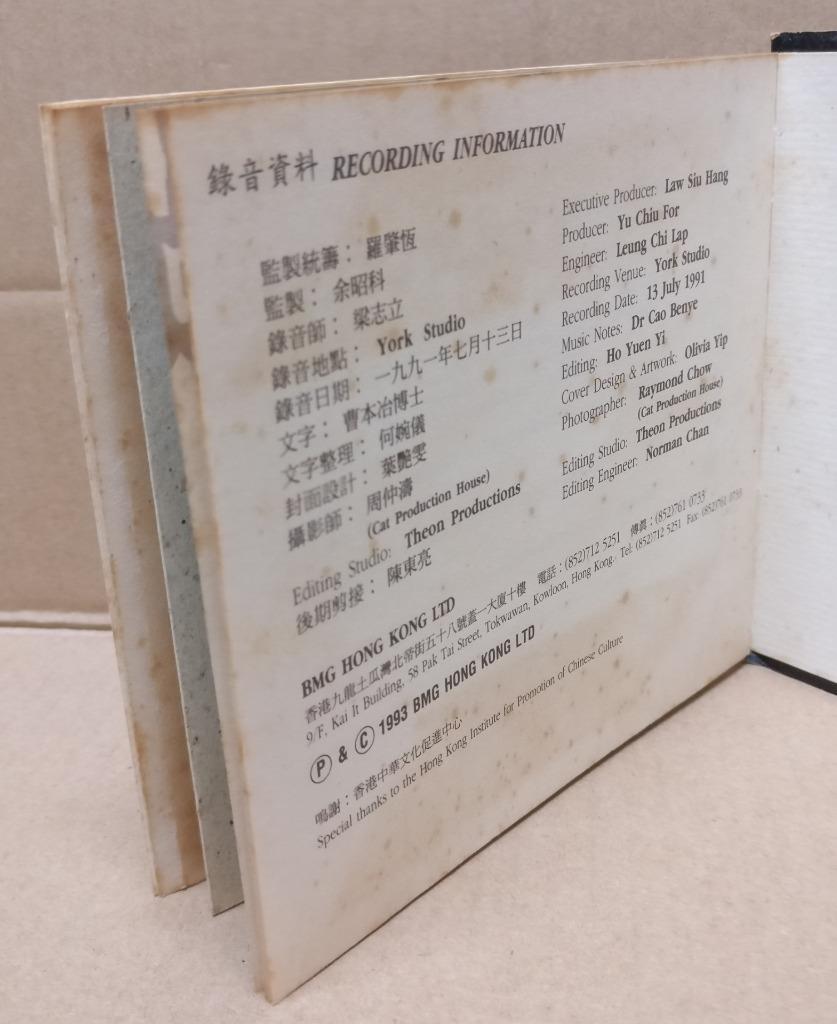 錄音資料 RECORDING INFORMATION
監製統籌：羅肇恆
監製：余昭科
錄音師：梁志立
錄音地點：York Studio
錄音日期：一九九一年七月十三日
文字：曹本冶博士
文字整理：何婉儀
封面設計：葉艷雯
攝影師：周仲濤
(Cat Production House)
Editing Studio: Theon Productions
後期剪接：陳東亮
Executive Producer: Law Siu Hang
Producer: Yu Chiu For
Engineer: Leung Chi Lap
Recording Venue: York Studio
Recording Date: 13 July 1991
Music Notes: Dr Cao Benye
Editing: Ho Yuen Yi
Cover Design & Artwork: Olivia Yip
Photographer: Raymond Chow
(Cat Production House)
Editing Studio: Theon Productions
Editing Engineer: Norman Chan
BMG HONG KONG LTD
香港九龍土瓜灣北帝街五十八號蓋一大廈十樓 電話：(852)712 5251 傳真：(852)761 0733
9/F, Kai It Building, 58 Pak Tai Street, Tokwawan, Kowloon, Hong Kong. Tel: (852)712 5251 Fax: (852)761 0733
Ⓟ & Ⓒ 1993 BMG HONG KONG LTD
鳴謝：香港中華文化促進中心
Special thanks to the Hong Kong Institute for Promotion of Chinese Culture